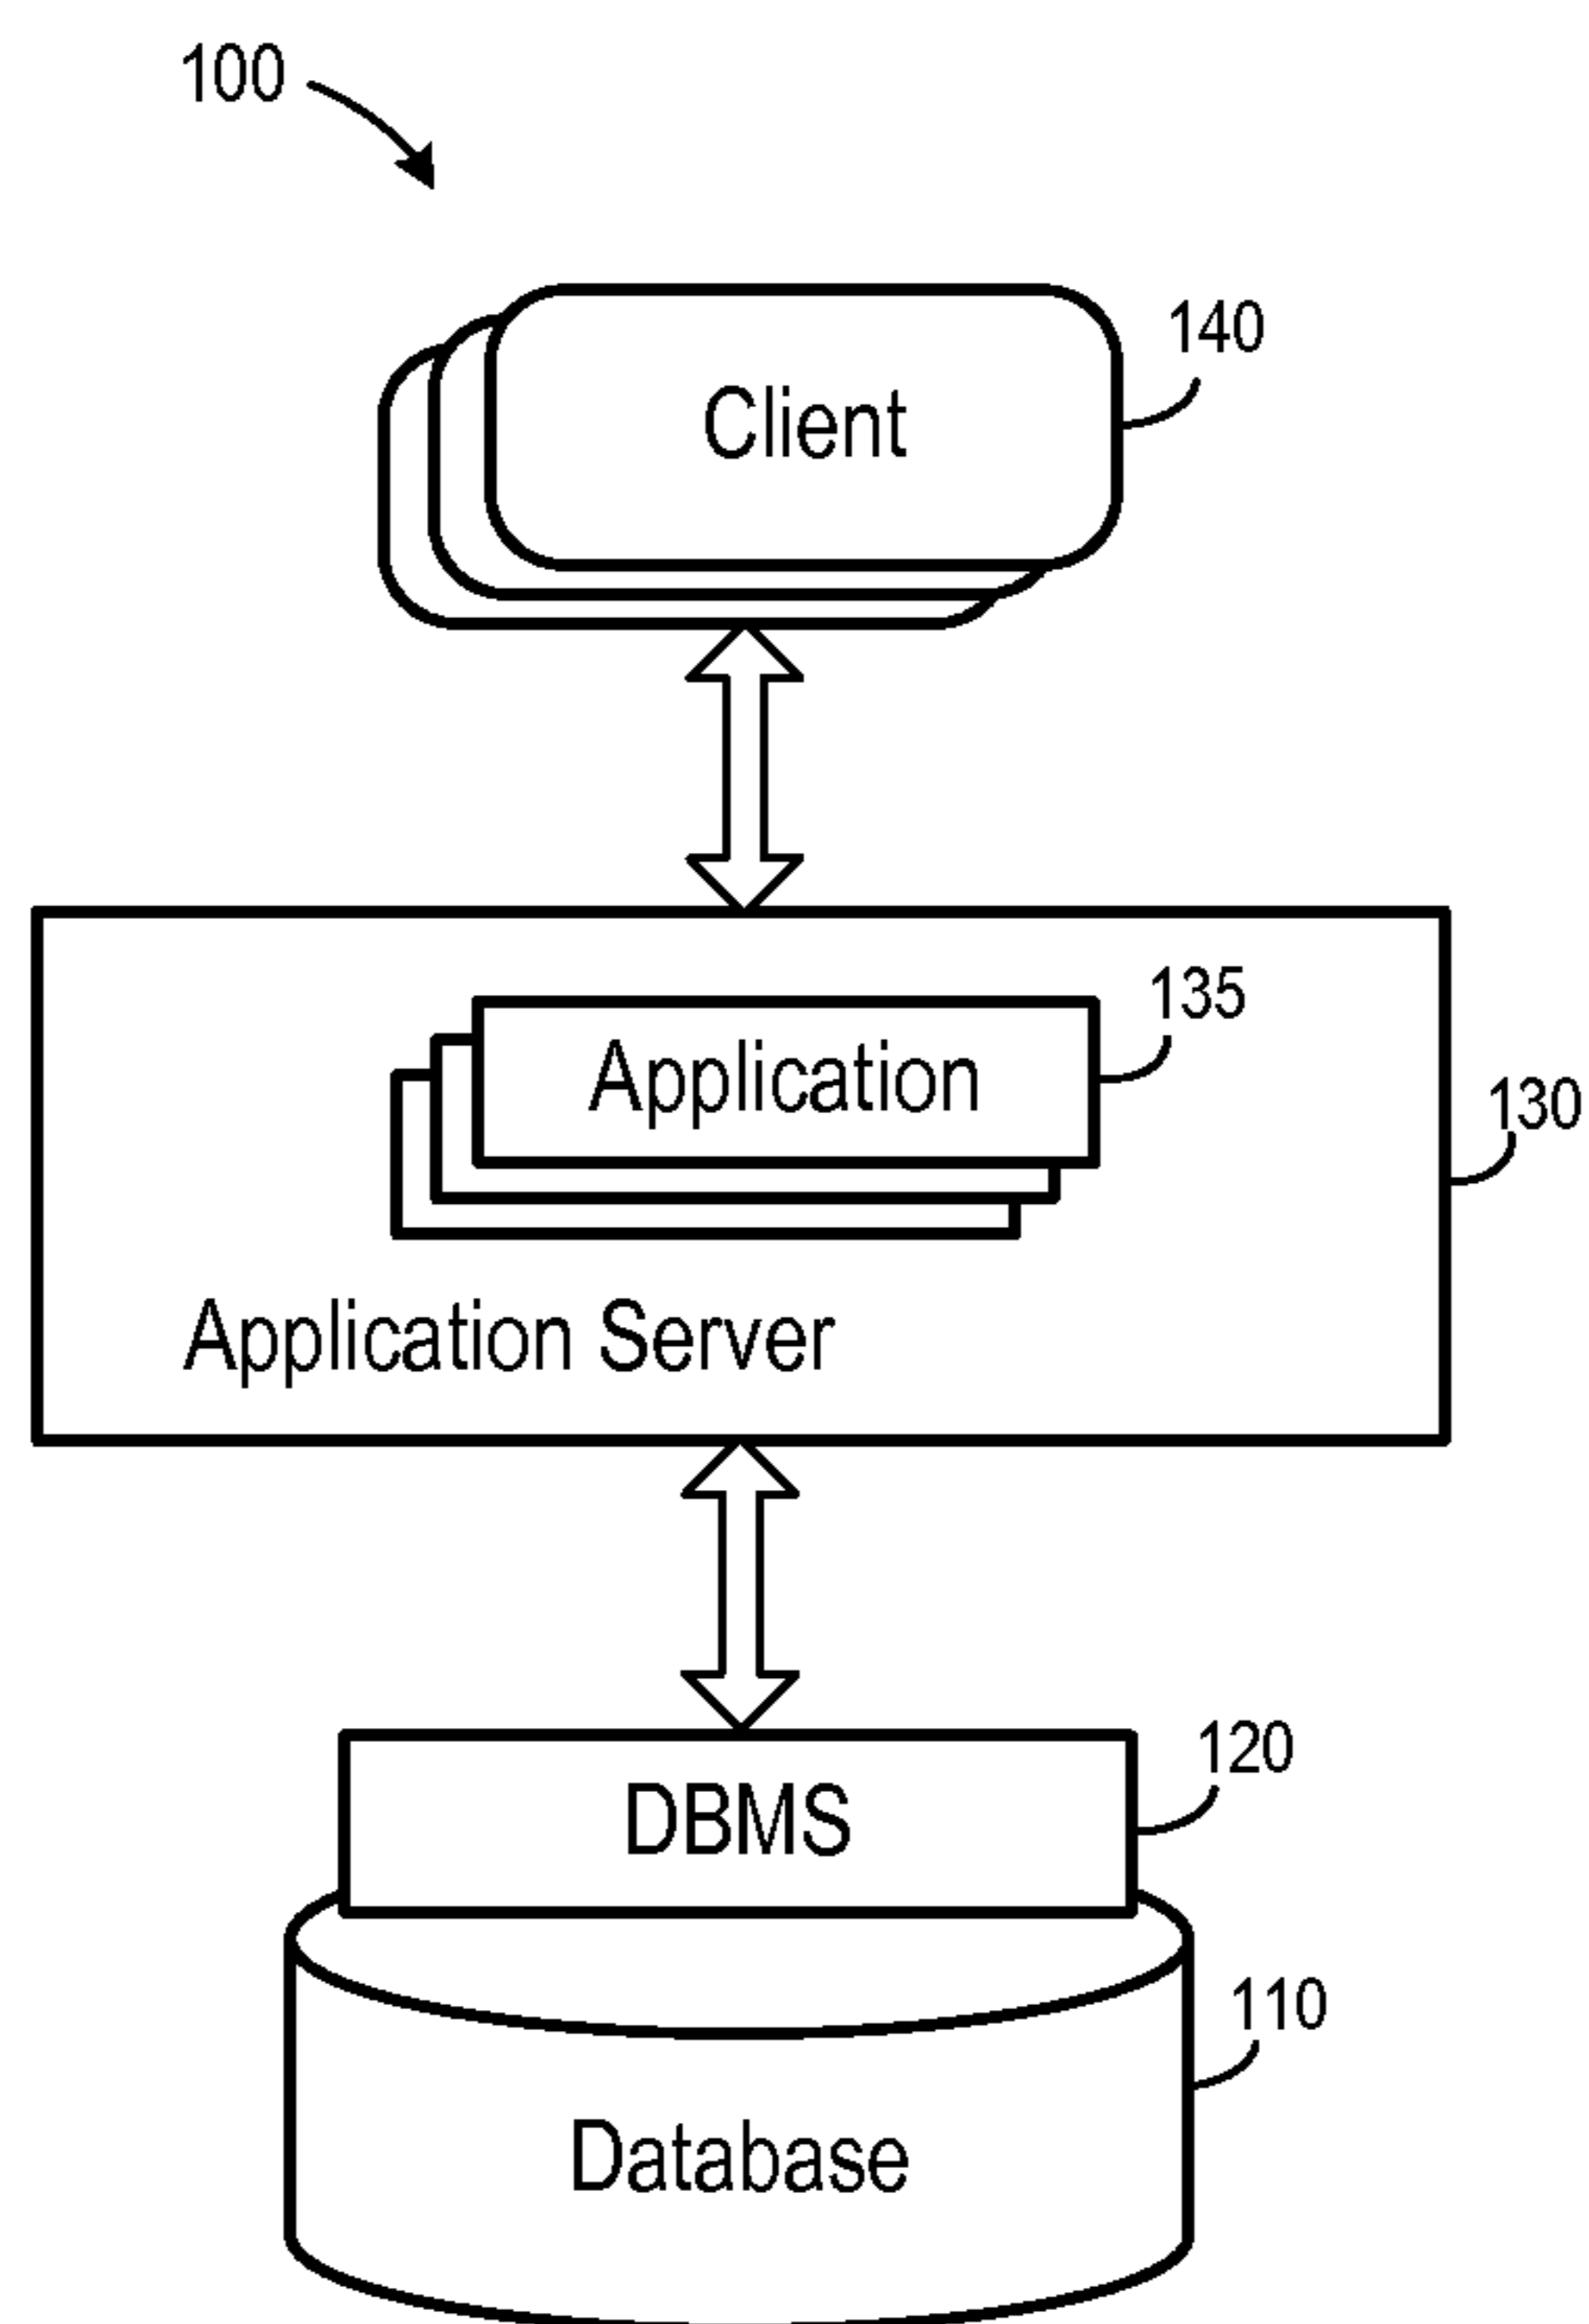 100
140
Client
135
Application
130
Application Server
120
DBMS
110
Database